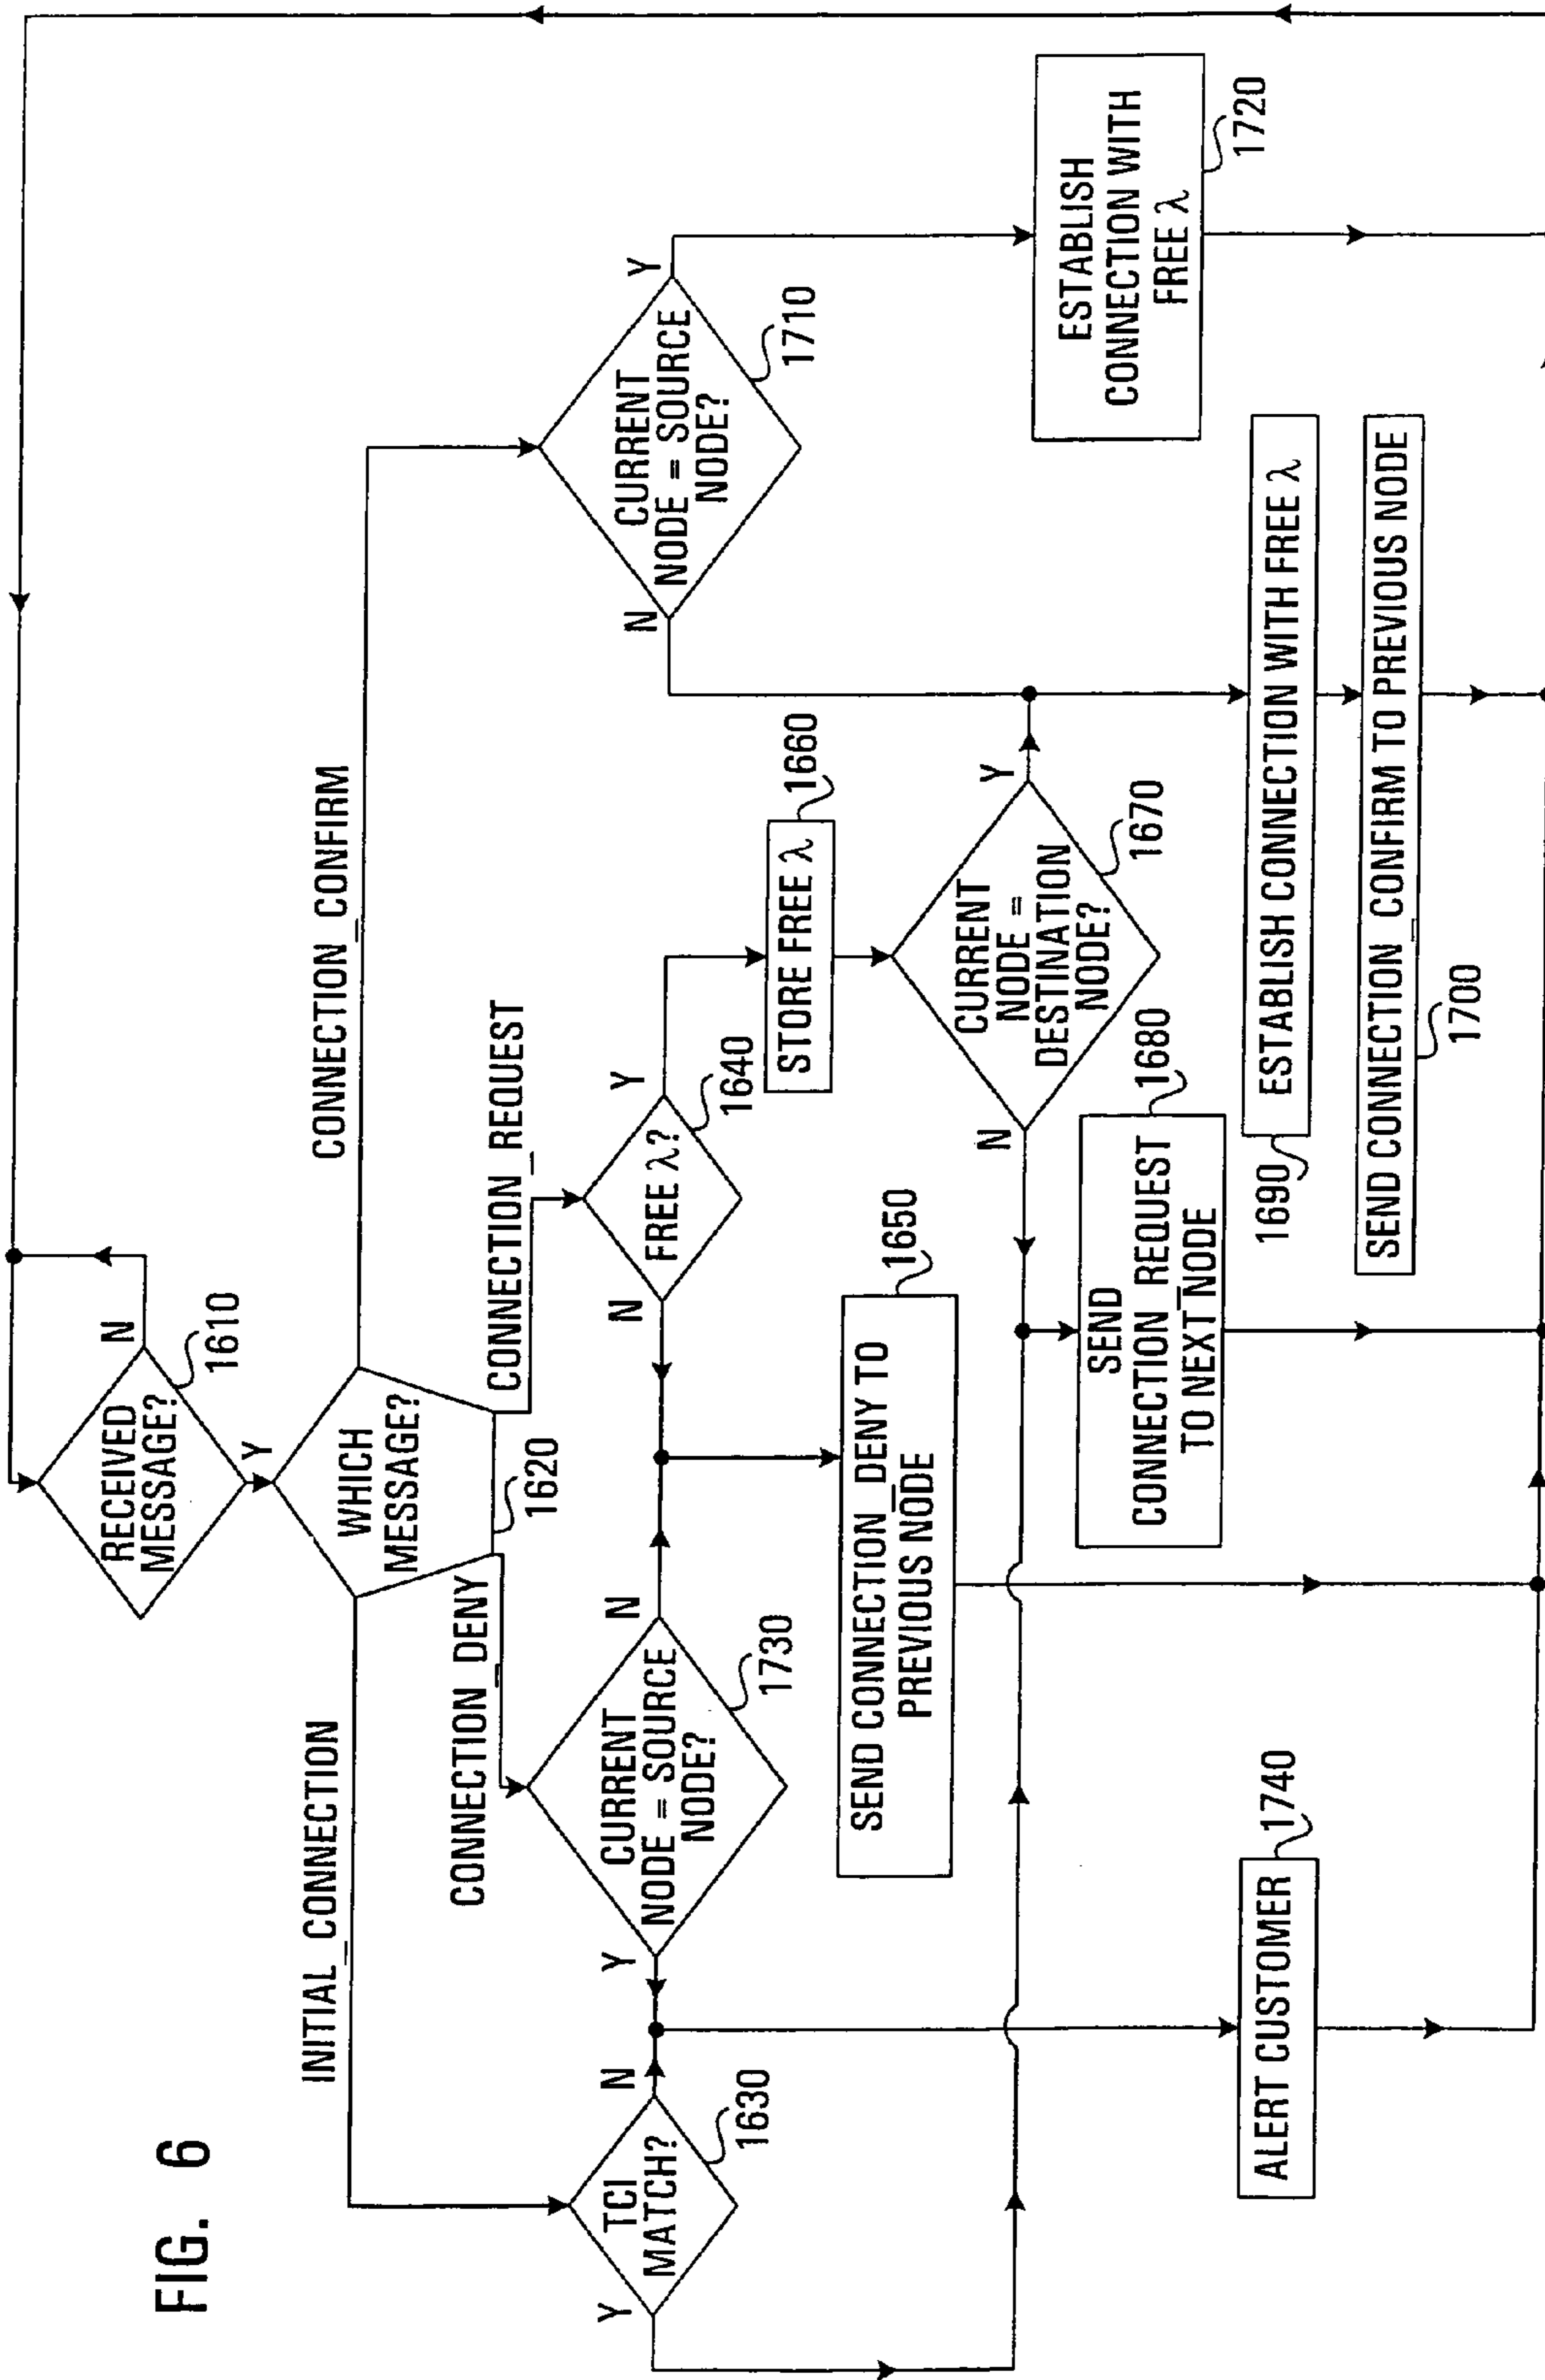 FIG. 6
RECEIVED
MESSAGE?
1610
N
Y
WHICH
MESSAGE?
1620
INITIAL_CONNECTION
CONNECTION_DENY
CONNECTION_REQUEST
CONNECTION_CONFIRM
TCI
MATCH?
1630
Y
N
CURRENT
NODE = SOURCE
NODE?
1730
Y
N
FREE λ?
1640
N
Y
CURRENT
NODE = SOURCE
NODE?
1710
N
Y
STORE FREE λ
1660
SEND CONNECTION_DENY TO
PREVIOUS NODE
1650
CURRENT
NODE =
DESTINATION
NODE?
1670
N
Y
SEND
CONNECTION_REQUEST
TO NEXT NODE
1680
ESTABLISH
CONNECTION WITH
FREE λ
1720
ALERT CUSTOMER
1740
1690
ESTABLISH CONNECTION WITH FREE λ
SEND CONNECTION_CONFIRM TO PREVIOUS NODE
1700